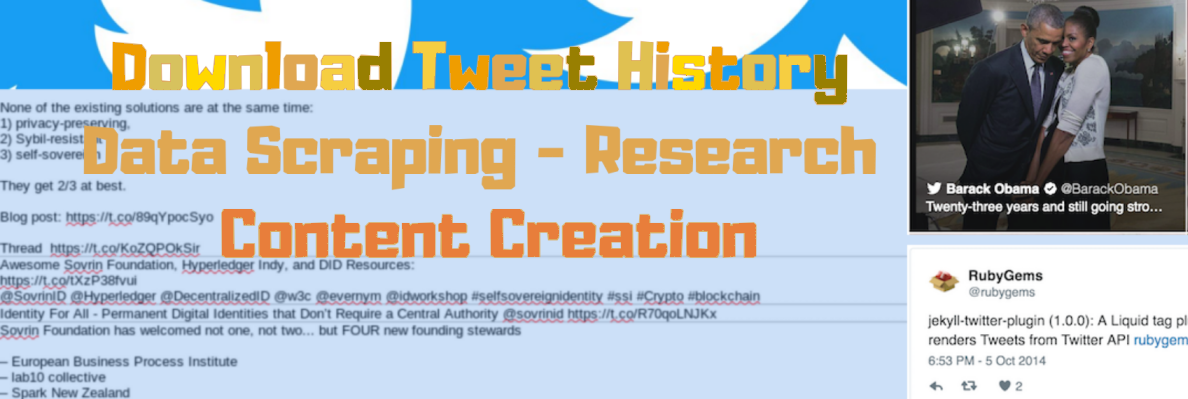 Download Tweet History
Data Scraping - Research
Content Creation
None of the existing solutions are at the same time:
1) privacy-preserving,
2) Sybil-resistant
3) self-sovereign
They get 2/3 at best.
Blog post: https://t.co/89qYpocSyo
Thread https://t.co/KoZQPOkSir
Awesome Sovrin Foundation, Hyperledger Indy, and DID Resources:
https://t.co/tXzP38fvui
@SovrinID @Hyperledger @DecentralizedID @w3c @evernym @idworkshop #selfsovereignidentity #ssi #Crypto #blockchain
Identity For All - Permanent Digital Identities that Don't Require a Central Authority @sovrinid https://t.co/R70qoLNJKx
Sovrin Foundation has welcomed not one, not two... but FOUR new founding stewards
– European Business Process Institute
– lab10 collective
– Spark New Zealand
Barack Obama @BarackObama
Twenty-three years and still going stro…
RubyGems
@rubygems
jekyll-twitter-plugin (1.0.0): A Liquid tag pl
renders Tweets from Twitter API rubygem
6:53 PM - 5 Oct 2014
2